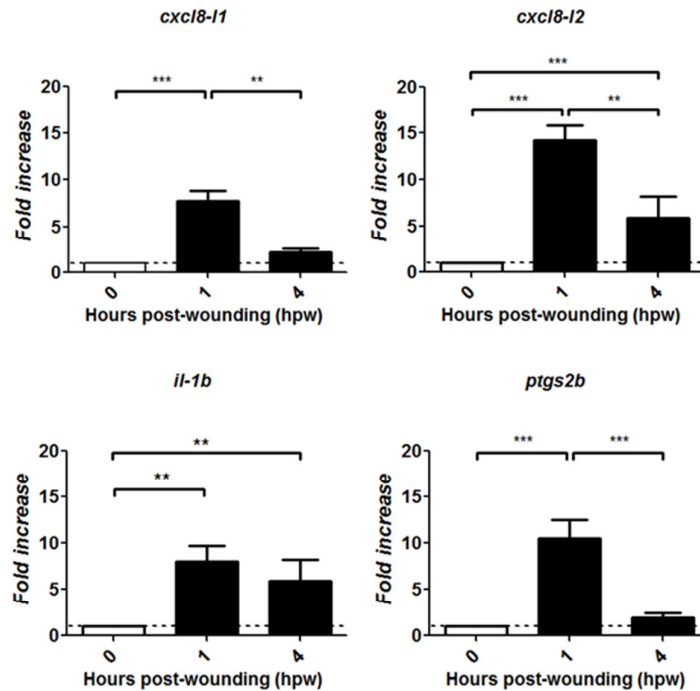 cxcl8-l1
*** **
20
15
10
5
0
Fold increase
0 1 4
Hours post-wounding (hpw)
cxcl8-l2
***
*** **
20
15
10
5
0
Fold increase
0 1 4
Hours post-wounding (hpw)
il-1b
**
**
20
15
10
5
0
Fold increase
0 1 4
Hours post-wounding (hpw)
ptgs2b
*** ***
20
15
10
5
0
Fold increase
0 1 4
Hours post-wounding (hpw)